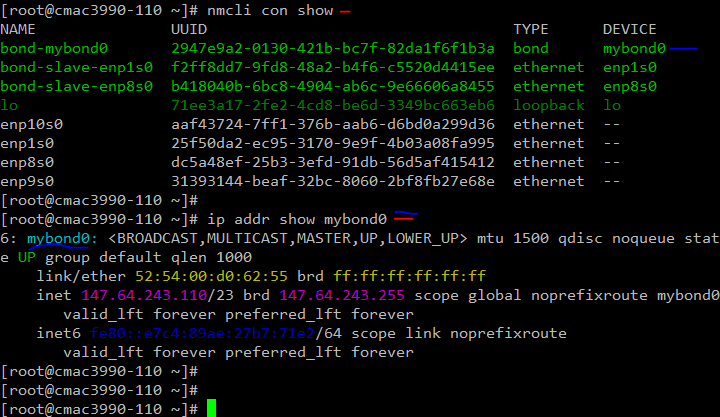 [root@cmac3990-110 ~]# nmcli con show
NAME UUID TYPE DEVICE
bond-mybond0 2947e9a2-0130-421b-bc7f-82da1f6f1b3a bond mybond0
bond-slave-enp1s0 f2ff8dd7-9fd8-48a2-b4f6-c5520d4415ee ethernet enp1s0
bond-slave-enp8s0 b418040b-6bc8-4904-ab6c-9e66606a8455 ethernet enp8s0
lo 71ee3a17-2fe2-4cd8-be6d-3349bc663eb6 loopback lo
enp10s0 aaf43724-7ff1-376b-aab6-d6bd0a299d36 ethernet --
enp1s0 25f50da2-ec95-3170-9e9f-4b03a08fa995 ethernet --
enp8s0 dc5a48ef-25b3-3efd-91db-56d5af415412 ethernet --
enp9s0 31393144-beaf-32bc-8060-2bf8fb27e68e ethernet --
[root@cmac3990-110 ~]#
[root@cmac3990-110 ~]# ip addr show mybond0
6: mybond0: <BROADCAST,MULTICAST,MASTER,UP,LOWER_UP> mtu 1500 qdisc noqueue stat
e UP group default qlen 1000
link/ether 52:54:00:d0:62:55 brd ff:ff:ff:ff:ff:ff
inet 147.64.243.110/23 brd 147.64.243.255 scope global noprefixroute mybond0
valid_lft forever preferred_lft forever
inet6 fe80::e7c4:89ae:27b7:71e2/64 scope link noprefixroute
valid_lft forever preferred_lft forever
[root@cmac3990-110 ~]#
[root@cmac3990-110 ~]#
[root@cmac3990-110 ~]#